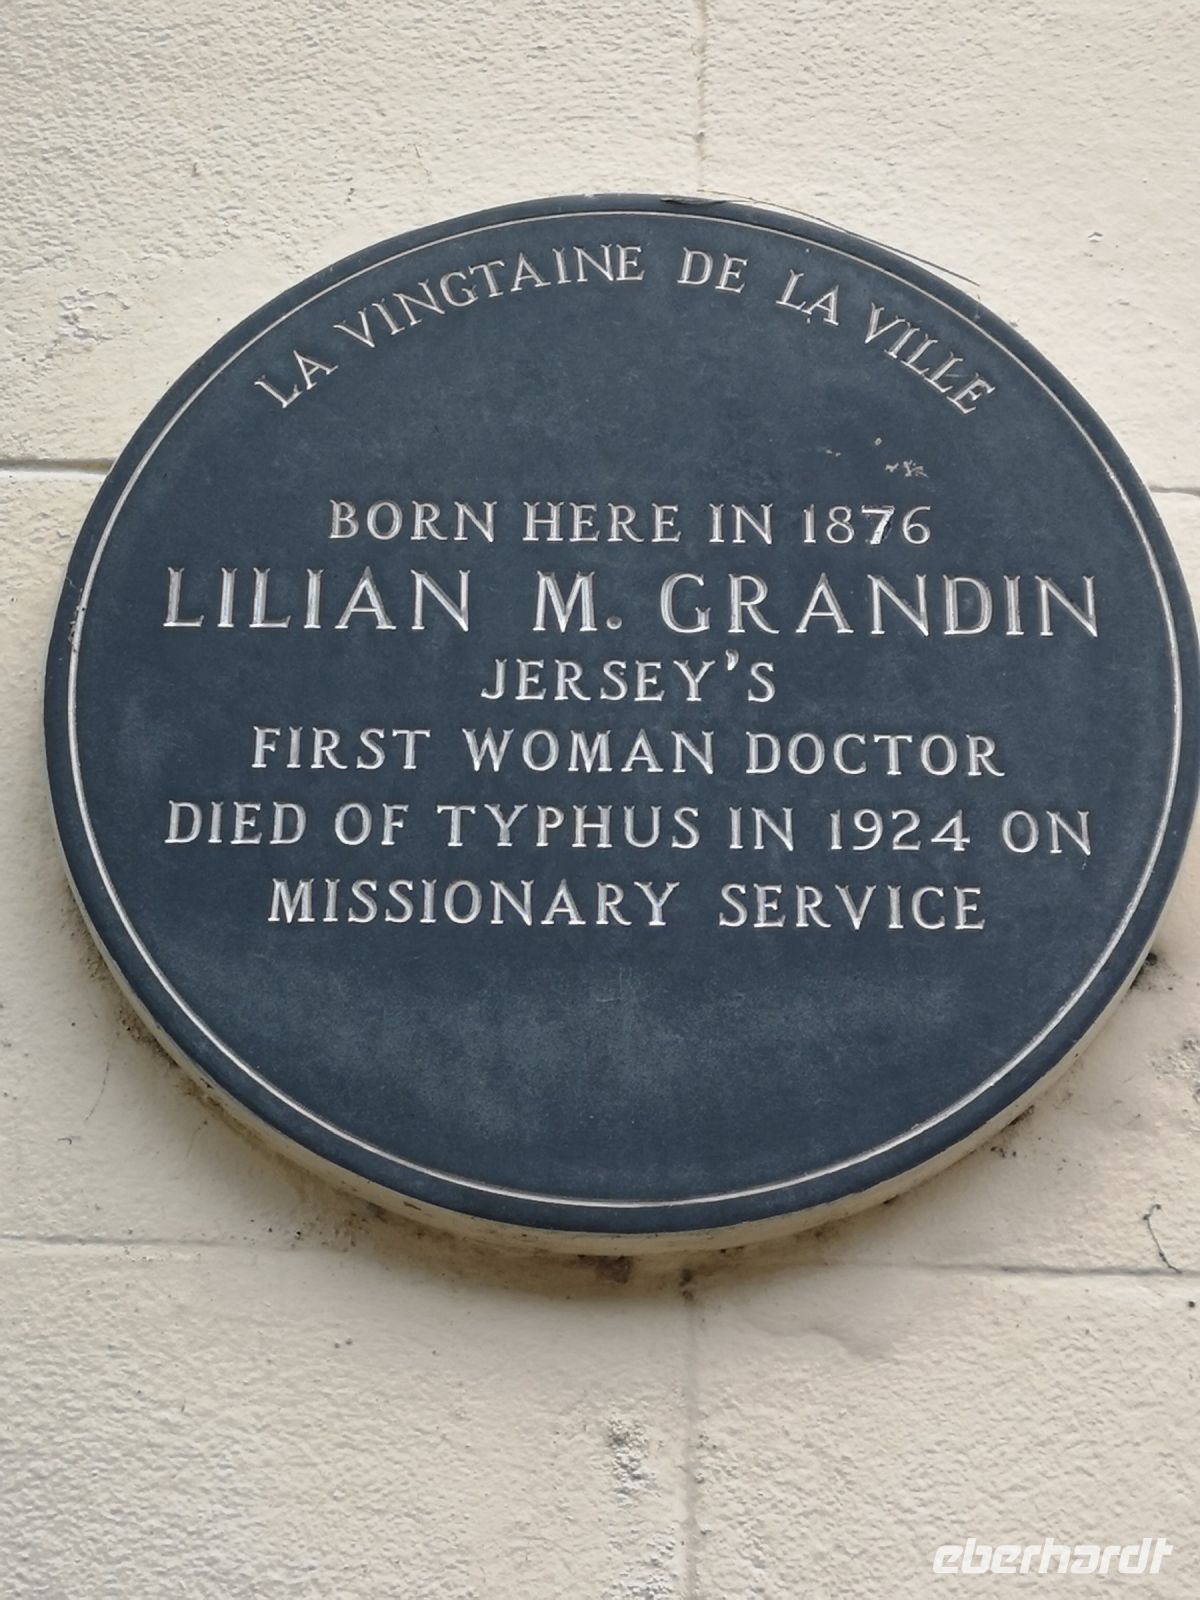 LA VINGTAINE DE LA VILLE
BORN HERE IN 1876
LILIAN M. GRANDIN
JERSEY'S
FIRST WOMAN DOCTOR
DIED OF TYPHUS IN 1924 ON
MISSIONARY SERVICE
eberhardt